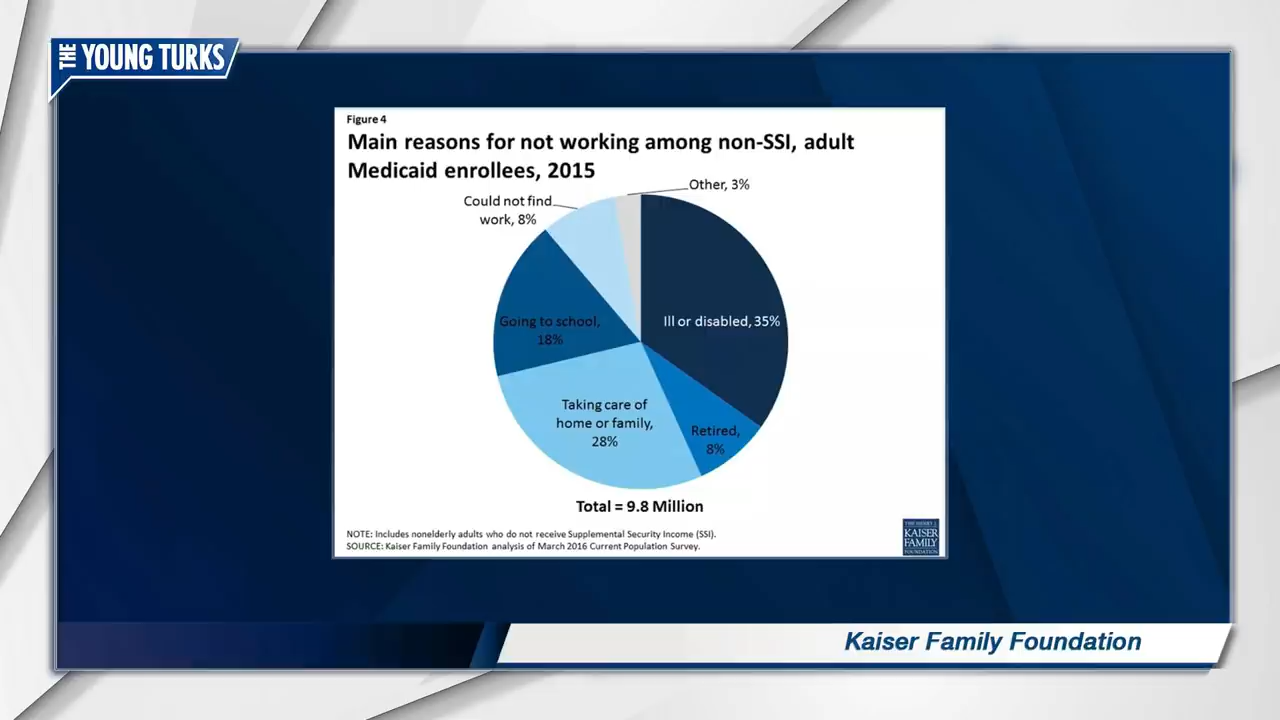 THE YOUNG TURKS
Figure 4
Main reasons for not working among non-SSI, adult
Medicaid enrollees, 2015
Other, 3%
Could not find
work, 8%
Going to school,
18%
Ill or disabled, 35%
Taking care of
home or family,
28%
Retired,
8%
Total = 9.8 Million
NOTE: Includes nonelderly adults who do not receive Supplemental Security Income (SSI).
SOURCE: Kaiser Family Foundation analysis of March 2016 Current Population Survey.
THE HENRY J.
KAISER
FAMILY
FOUNDATION
Kaiser Family Foundation